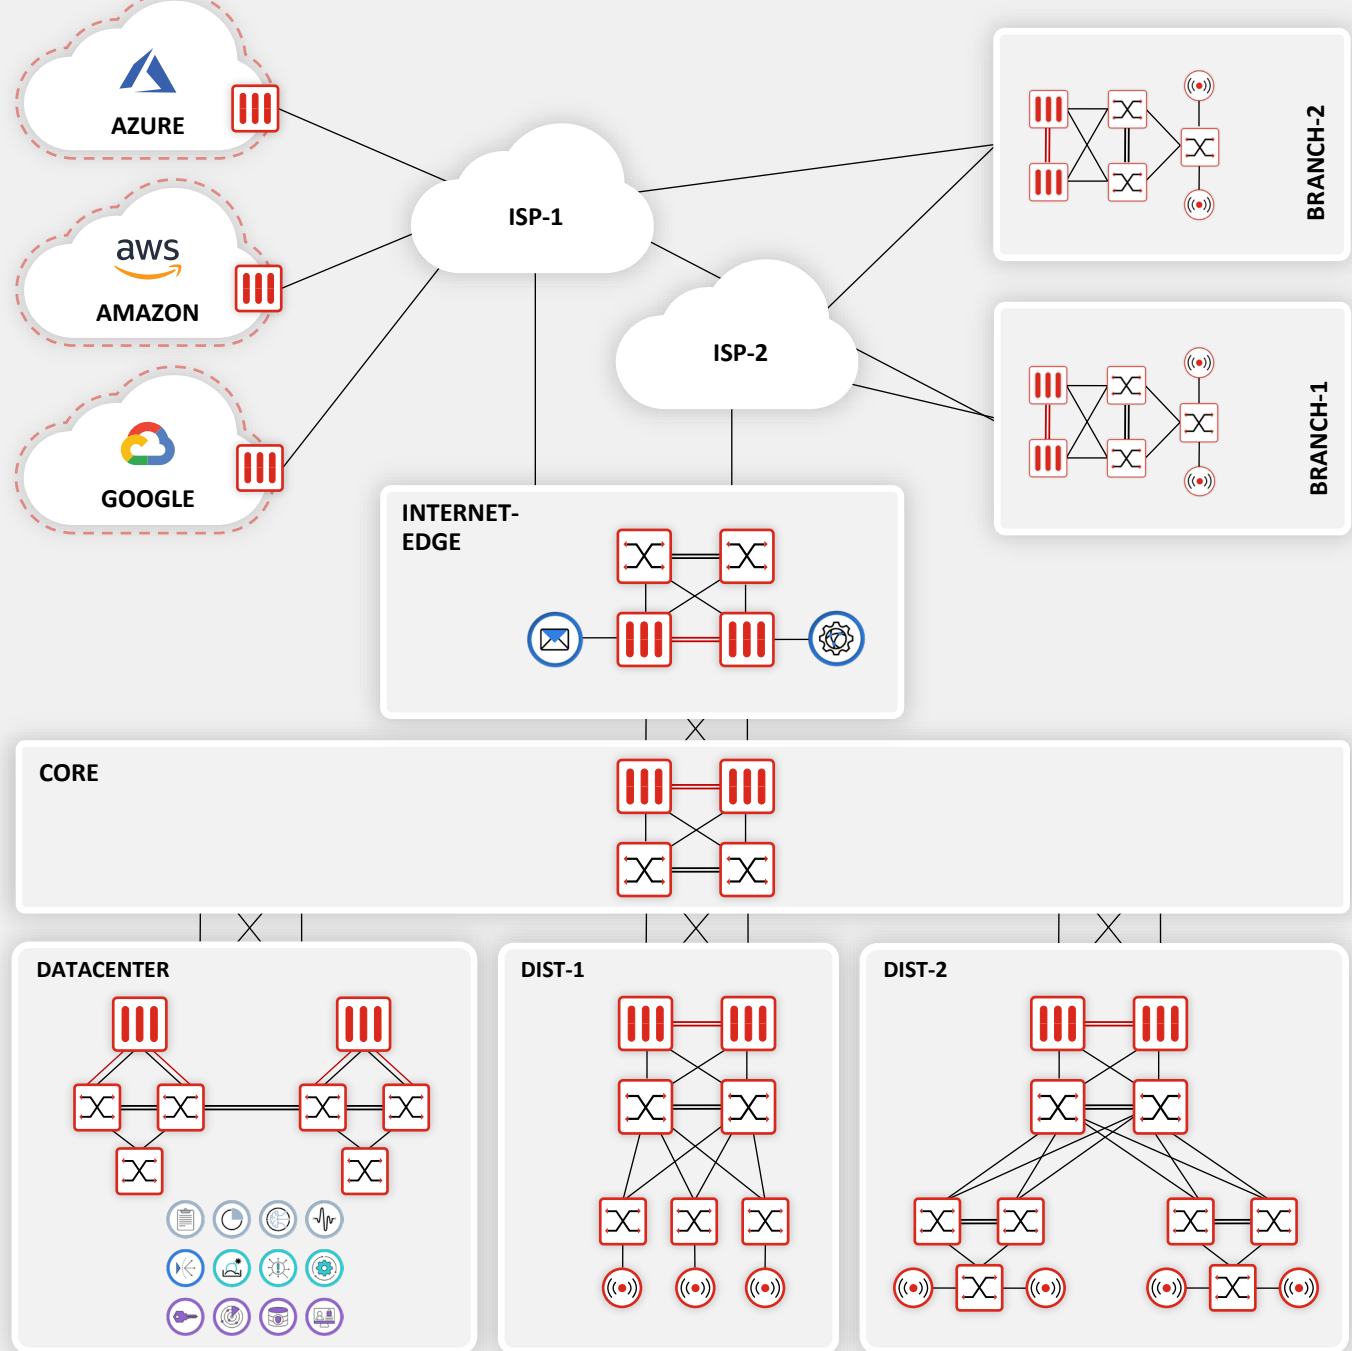 AZURE
aws
AMAZON
GOOGLE
ISP-1
ISP-2
BRANCH-2
BRANCH-1
INTERNET-
EDGE
CORE
DATACENTER
DIST-1
DIST-2